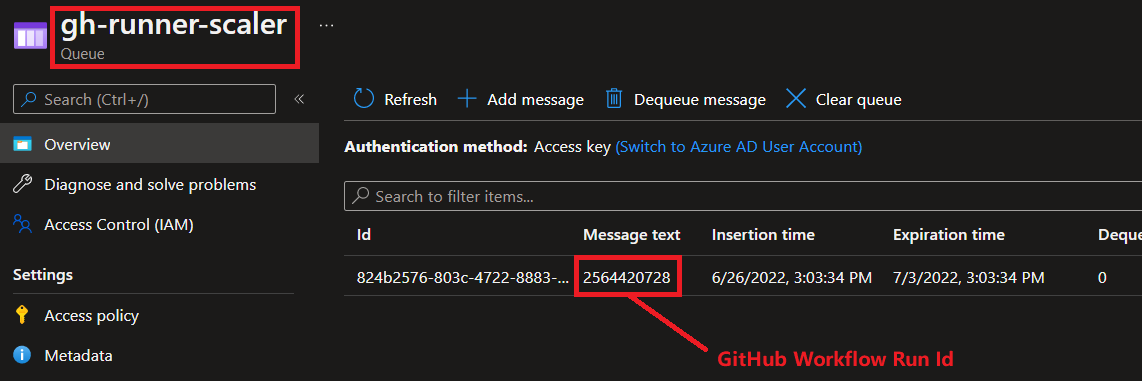 gh-runner-scaler
...
Queue
Search (Ctrl+/)
«
Overview
Diagnose and solve problems
Access Control (IAM)
Settings
Access policy
Metadata
Refresh Add message Dequeue message Clear queue
Authentication method: Access key (Switch to Azure AD User Account)
Search to filter items...
Id Message text Insertion time Expiration time Deque
824b2576-803c-4722-8883-... 2564420728 6/26/2022, 3:03:34 PM 7/3/2022, 3:03:34 PM 0
GitHub Workflow Run Id